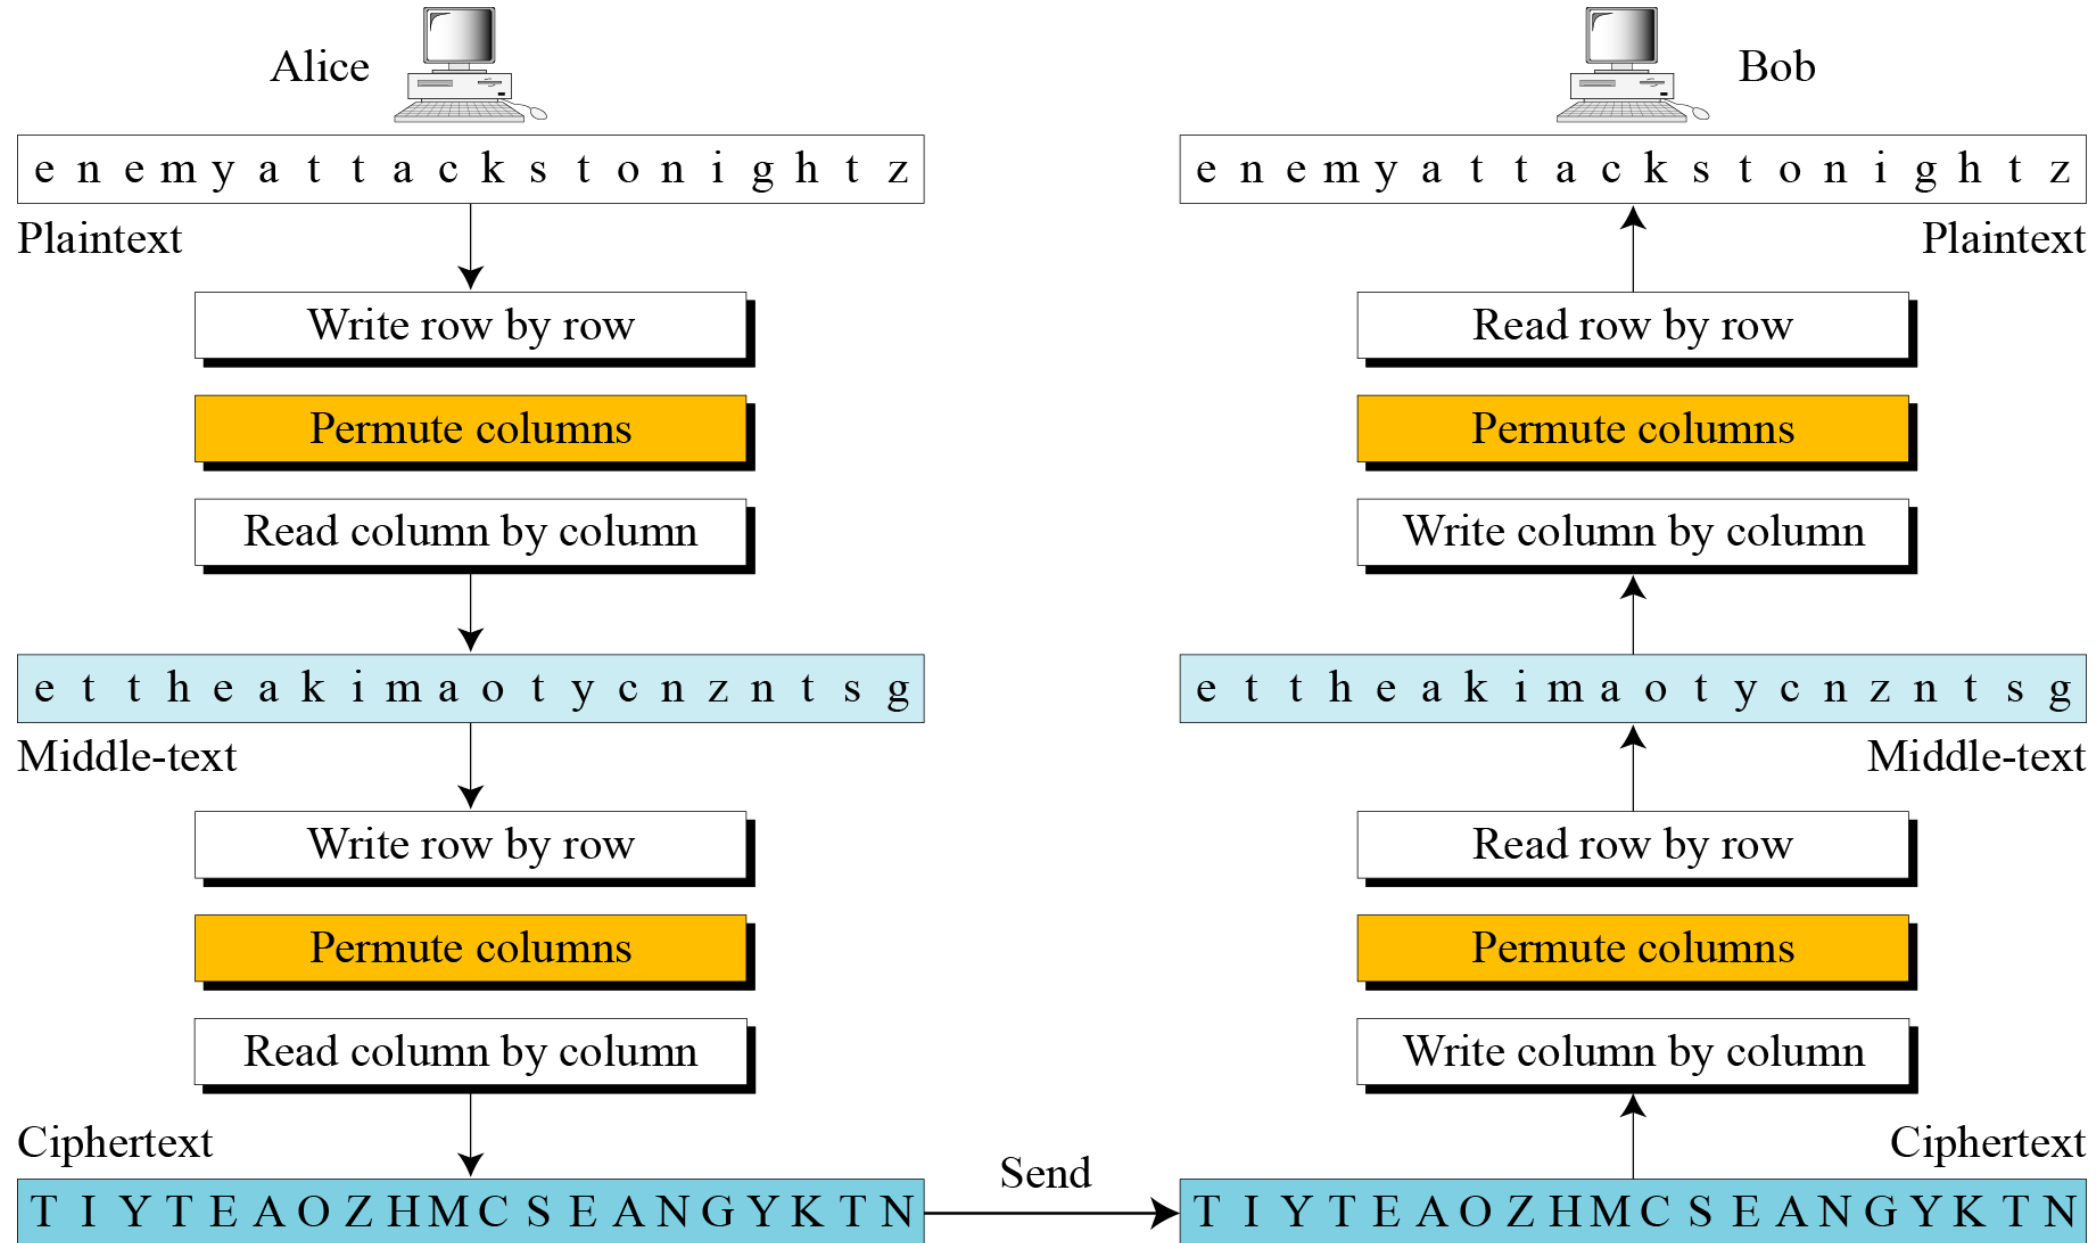 Alice
Bob
e n e m y a t t a c k s t o n i g h t z
e n e m y a t t a c k s t o n i g h t z
Plaintext
Plaintext
Write row by row
Read row by row
Permute columns
Permute columns
Read column by column
Write column by column
e t t h e a k i m a o t y c n z n t s g
e t t h e a k i m a o t y c n z n t s g
Middle-text
Middle-text
Write row by row
Read row by row
Permute columns
Permute columns
Read column by column
Write column by column
Ciphertext
Send
Ciphertext
T I Y T E A O Z H M C S E A N G Y K T N
T I Y T E A O Z H M C S E A N G Y K T N